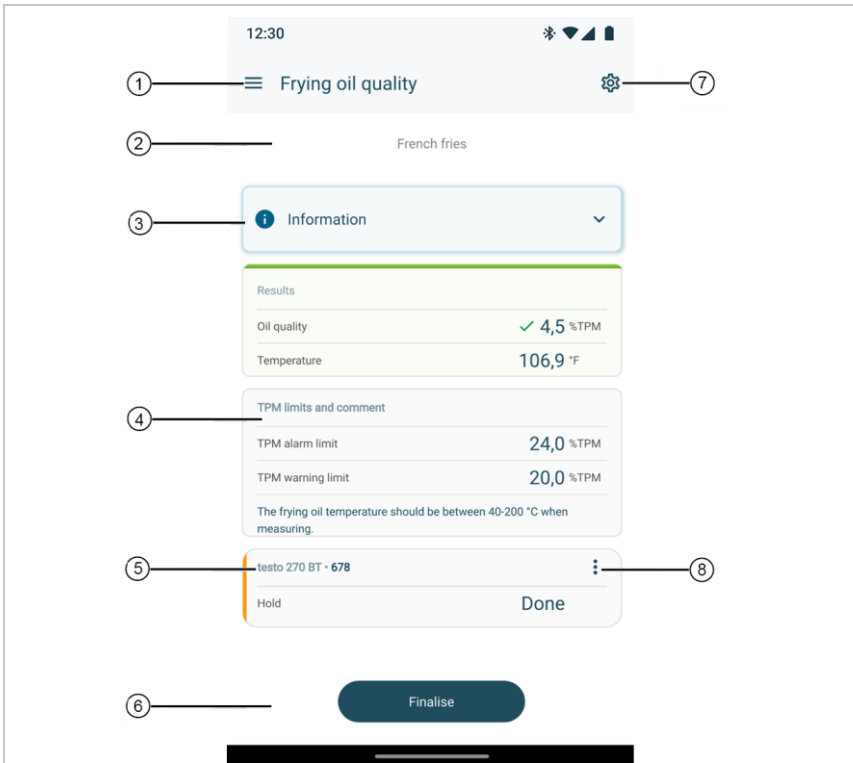 12:30
1
Frying oil quality
7
2
French fries
3
Information
Results
Oil quality
4,5 %TPM
Temperature
106,9 °F
4
TPM limits and comment
TPM alarm limit
24,0 %TPM
TPM warning limit
20,0 %TPM
The frying oil temperature should be between 40-200 °C when
measuring.
5
testo 270 BT • 678
8
Hold
Done
6
Finalise